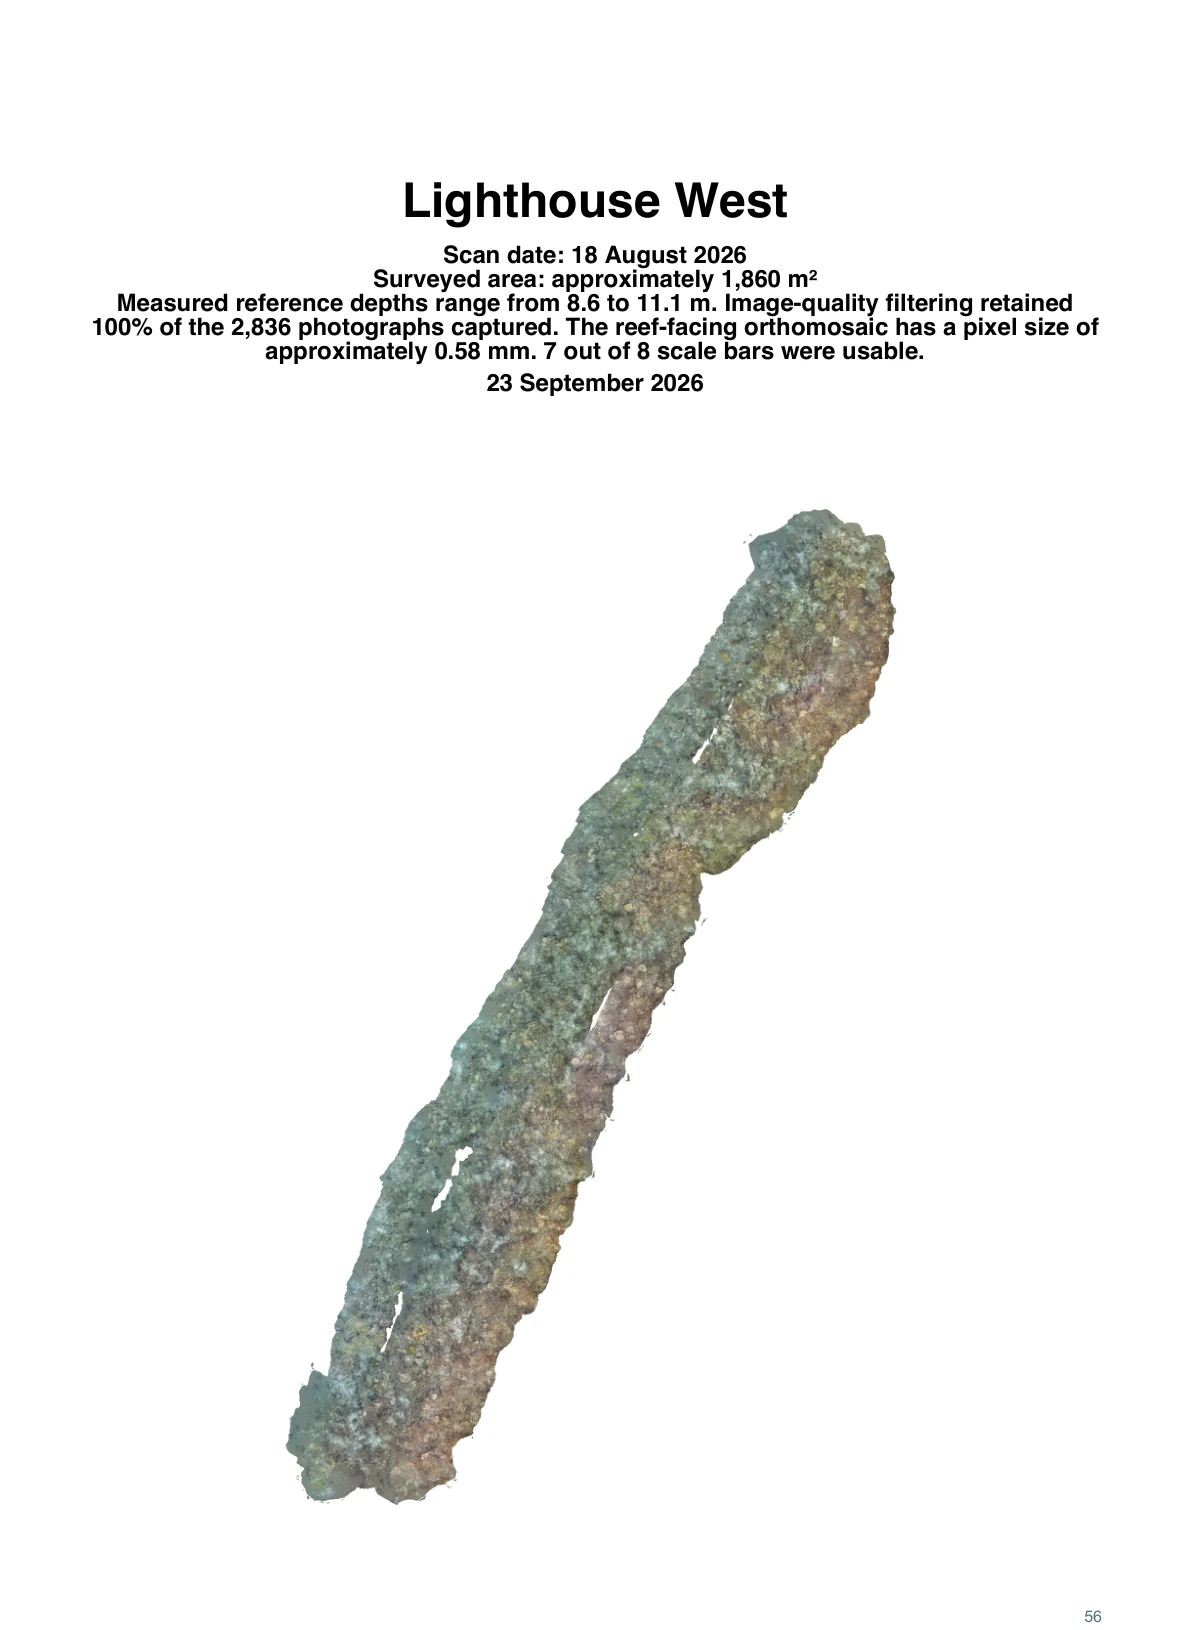 Lighthouse West
Scan date: 18 August 2026
Surveyed area: approximately 1,860 m²
Measured reference depths range from 8.6 to 11.1 m. Image-quality filtering retained
100% of the 2,836 photographs captured. The reef-facing orthomosaic has a pixel size of
approximately 0.58 mm. 7 out of 8 scale bars were usable.
23 September 2026
56